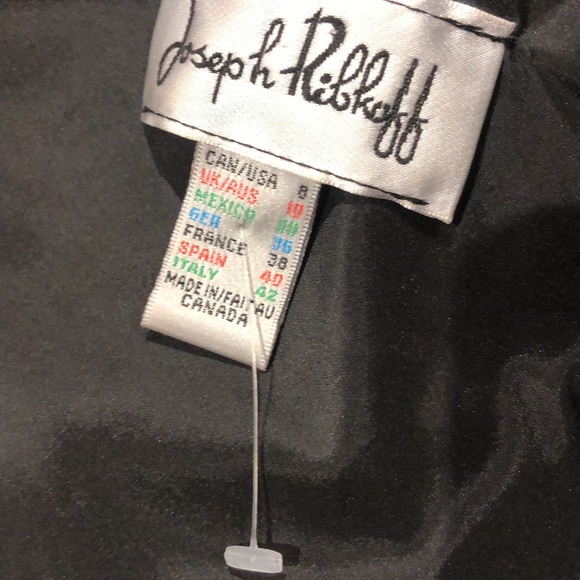 Joseph Ribkoff
CAN/USA 8
UK/AUS 10
MEXICO 30
GER 36
FRANCE 38
SPAIN 40
ITALY 42
MADE IN/FAIT AU
CANADA